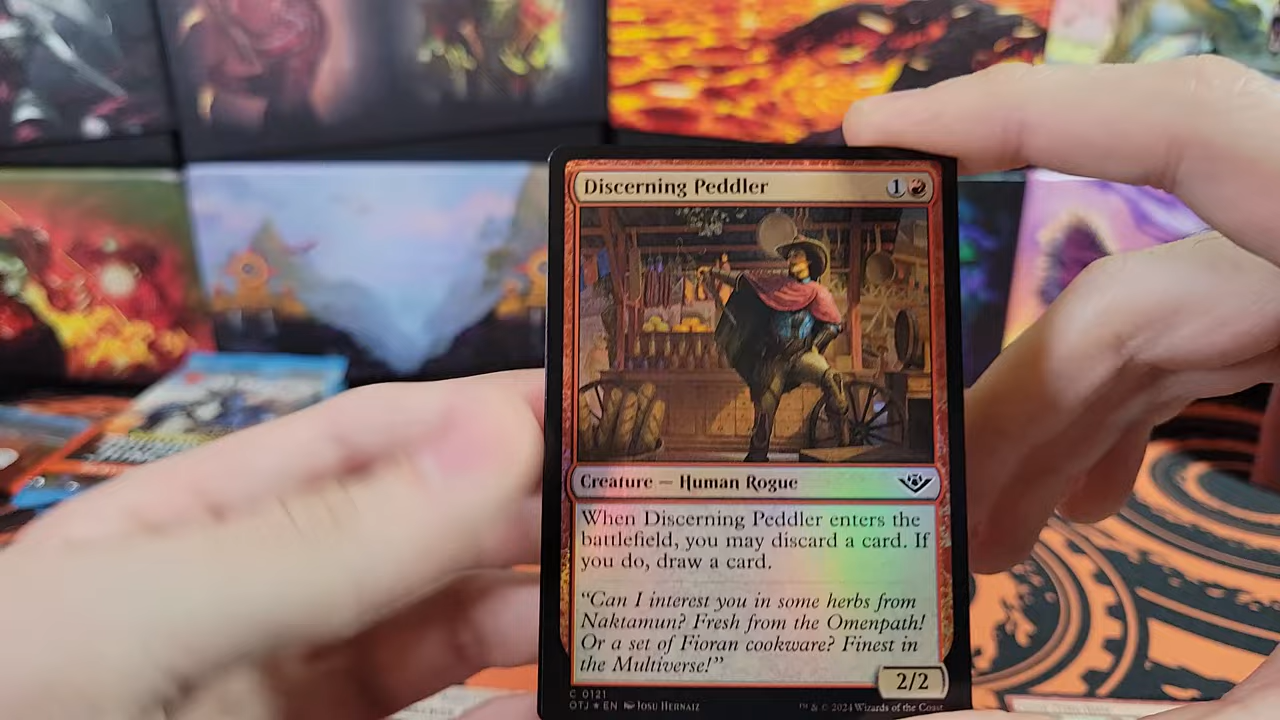 Discerning Peddler 1
Creature — Human Rogue
When Discerning Peddler enters the
battlefield, you may discard a card. If
you do, draw a card.
“Can I interest you in some herbs from
Naktamun? Fresh from the Omenpath!
Or a set of Fioran cookware? Finest in
the Multiverse!”
2/2
C 0121
OTJ ★ EN Iosu Hernaiz
™ & © 2024 Wizards of the Coast